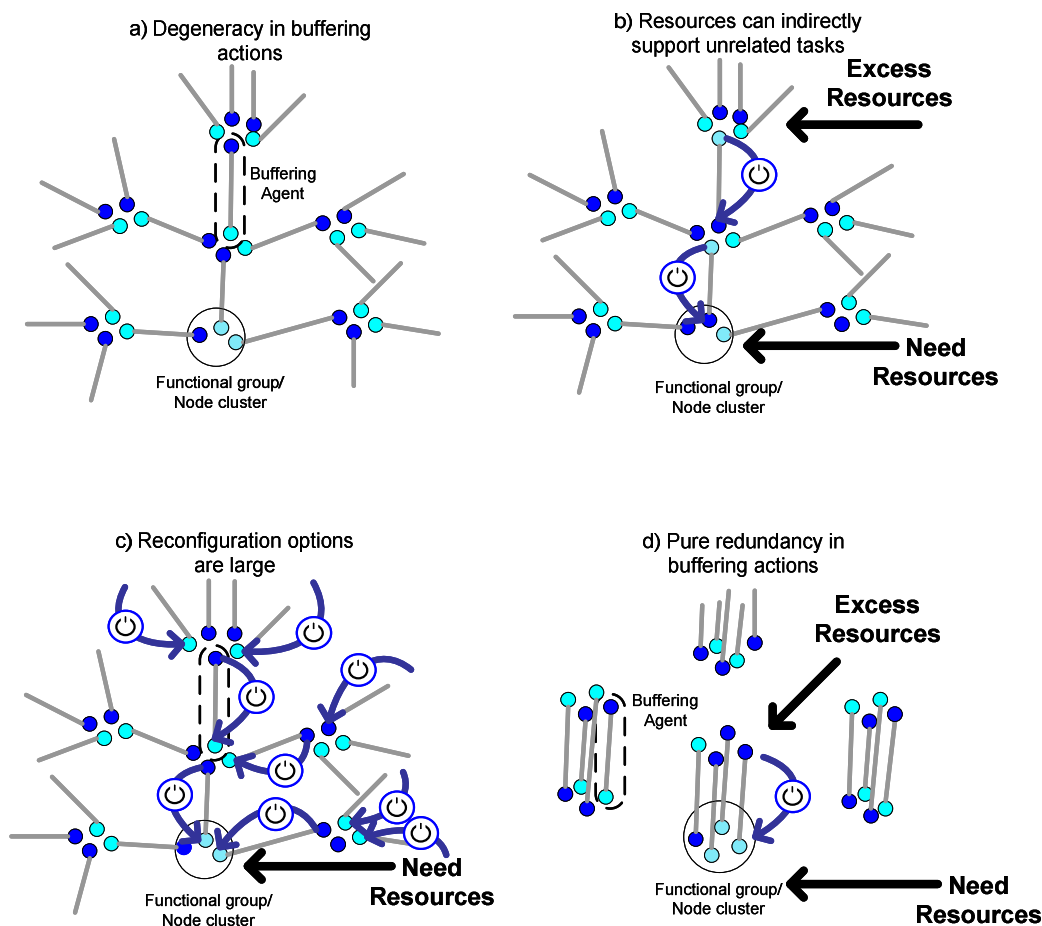 a) Degeneracy in buffering
actions
Buffering
Agent
Functional group/
Node cluster
b) Resources can indirectly
support unrelated tasks
Excess
Resources
Need
Resources
Functional group/
Node cluster
c) Reconfiguration options
are large
Need
Resources
Functional group/
Node cluster
d) Pure redundancy in
buffering actions
Excess
Resources
Buffering
Agent
Functional group/
Node cluster
Need
Resources